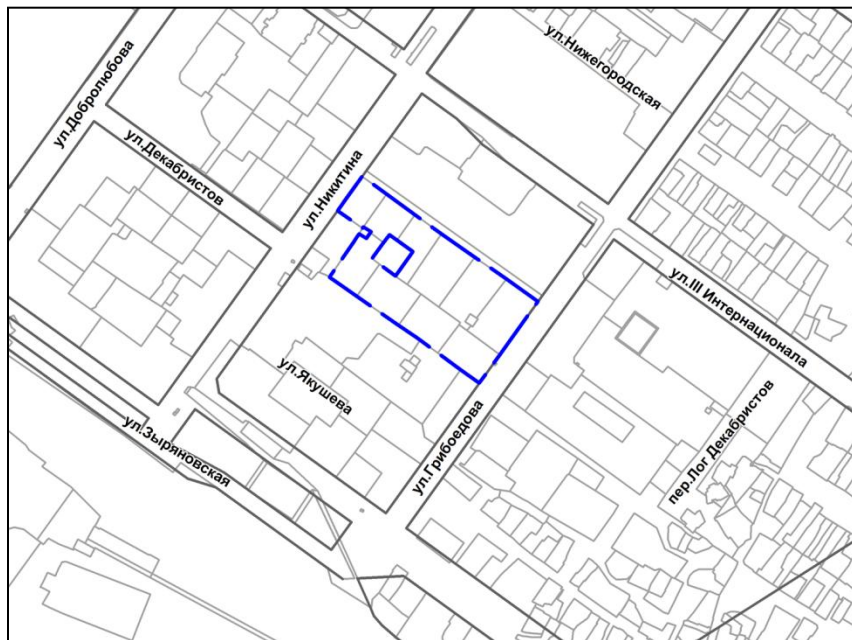 ул.Нижегородская
ул.Добролюбова
ул.Декабристов
ул.Никитина
ул.III Интернационала
ул.Якушева
пер.Лог Декабристов
ул.Зыряновская
ул.Грибоедова